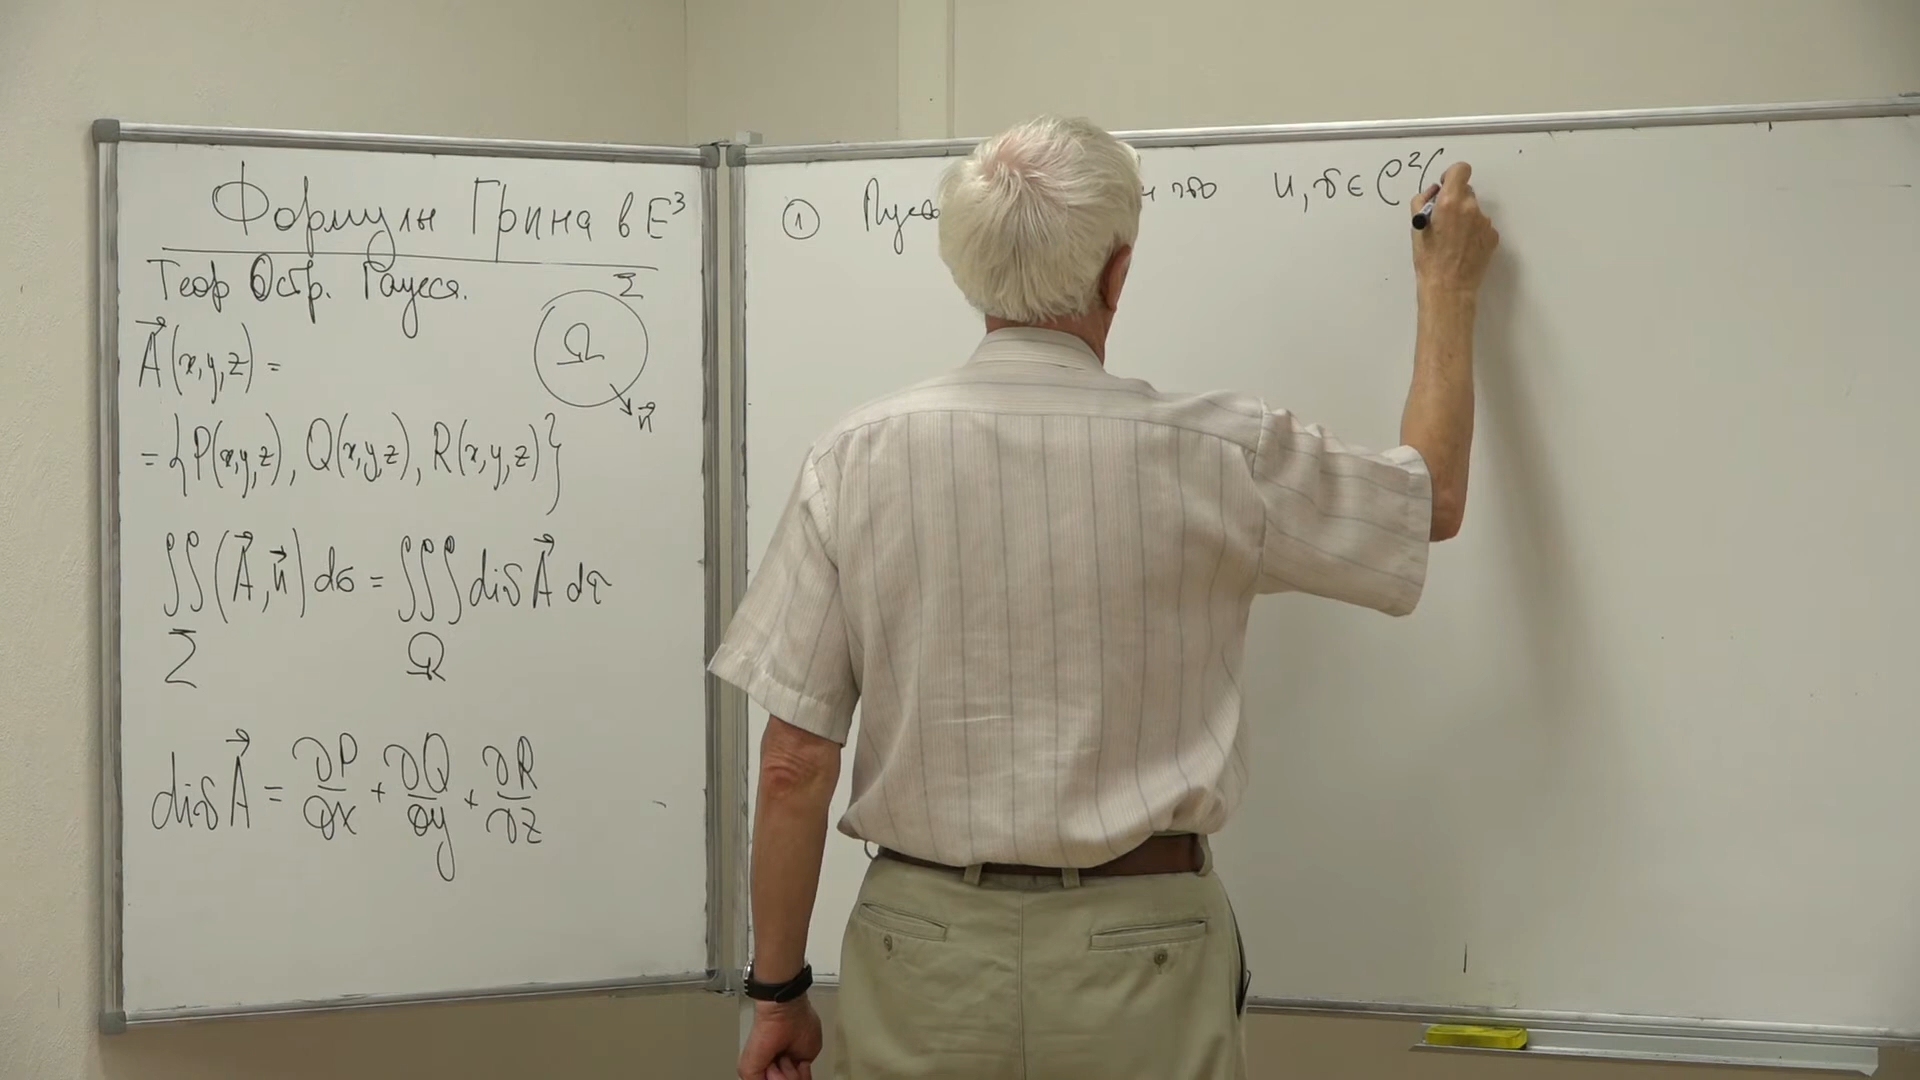 Формулы Грина в E³
Теор Остр. Гаусса.
Σ
Ω
n⃗
A⃗(x,y,z) =
= {P(x,y,z), Q(x,y,z), R(x,y,z)}
∬(A⃗,n⃗)dσ = ∭div A⃗ dτ
Σ Ω
div A⃗ = ∂P/∂x + ∂Q/∂y + ∂R/∂z
① u, v ∈ C²(